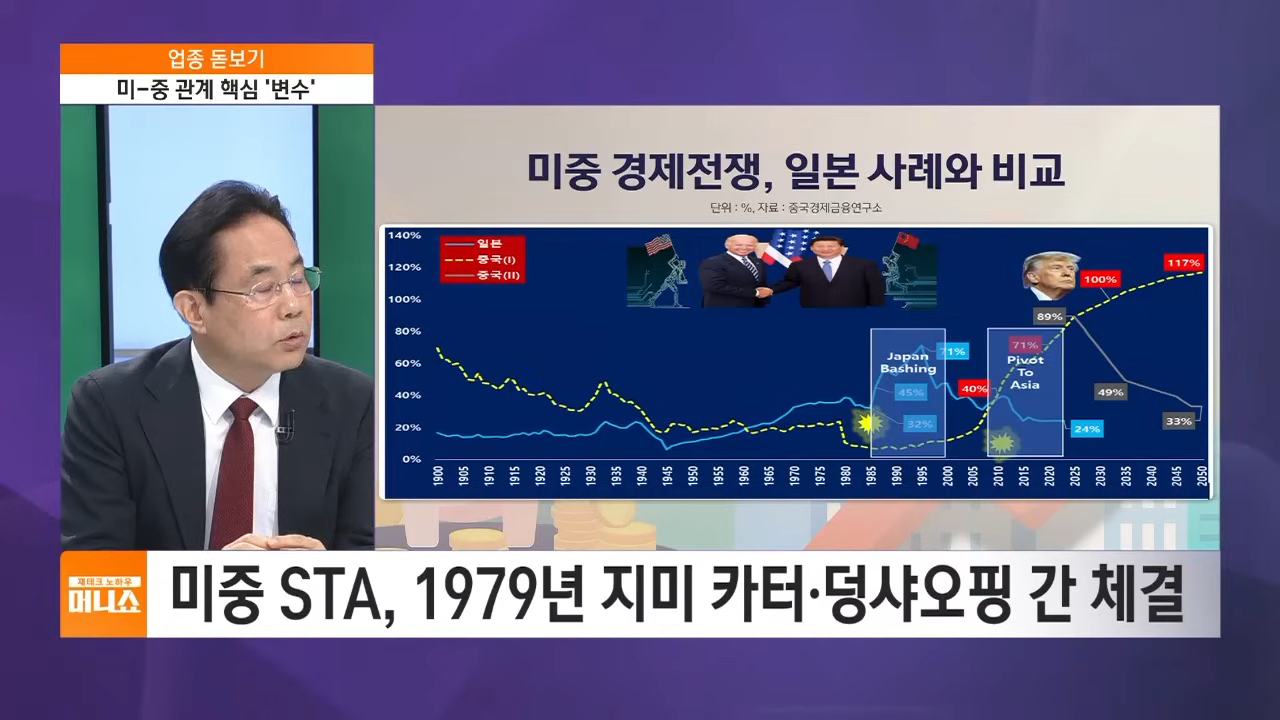 업종 돋보기
미-중 관계 핵심 '변수'
미중 경제전쟁, 일본 사례와 비교
단위 : %, 자료 : 중국경제금융연구소
140%
120%
100%
80%
60%
40%
20%
0%
일본
중국(I)
중국(II)
Japan
Bashing
71%
45%
32%
40%
71%
Pivot
To
Asia
24%
89%
100%
117%
49%
33%
1900 1905 1910 1915 1920 1925 1930 1935 1940 1945 1950 1955 1960 1965 1970 1975 1980 1985 1990 1995 2000 2005 2010 2015 2020 2025 2030 2035 2040 2045 2050
재테크 노하우
머니쇼
미중 STA, 1979년 지미 카터·덩샤오핑 간 체결